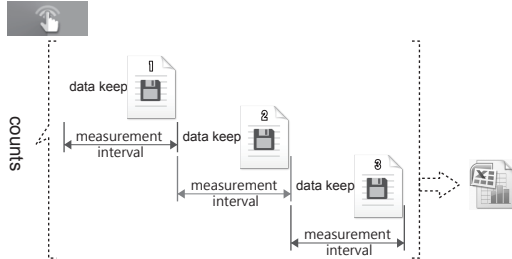 1
data keep
measurement
interval
2
data keep
measurement
interval
3
data keep
measurement
interval
counts
X